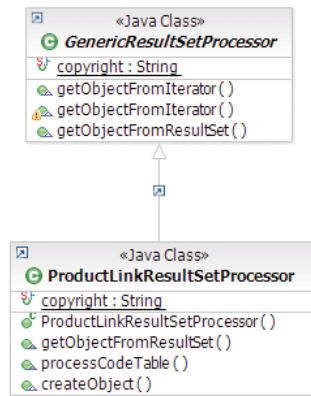 «Java Class»
GenericResultSetProcessor
copyright : String
getObjectFromIterator ( )
getObjectFromIterator ( )
getObjectFromResultSet ( )
«Java Class»
ProductLinkResultSetProcessor
copyright : String
ProductLinkResultSetProcessor ( )
getObjectFromResultSet ( )
processCodeTable ( )
createObject ( )